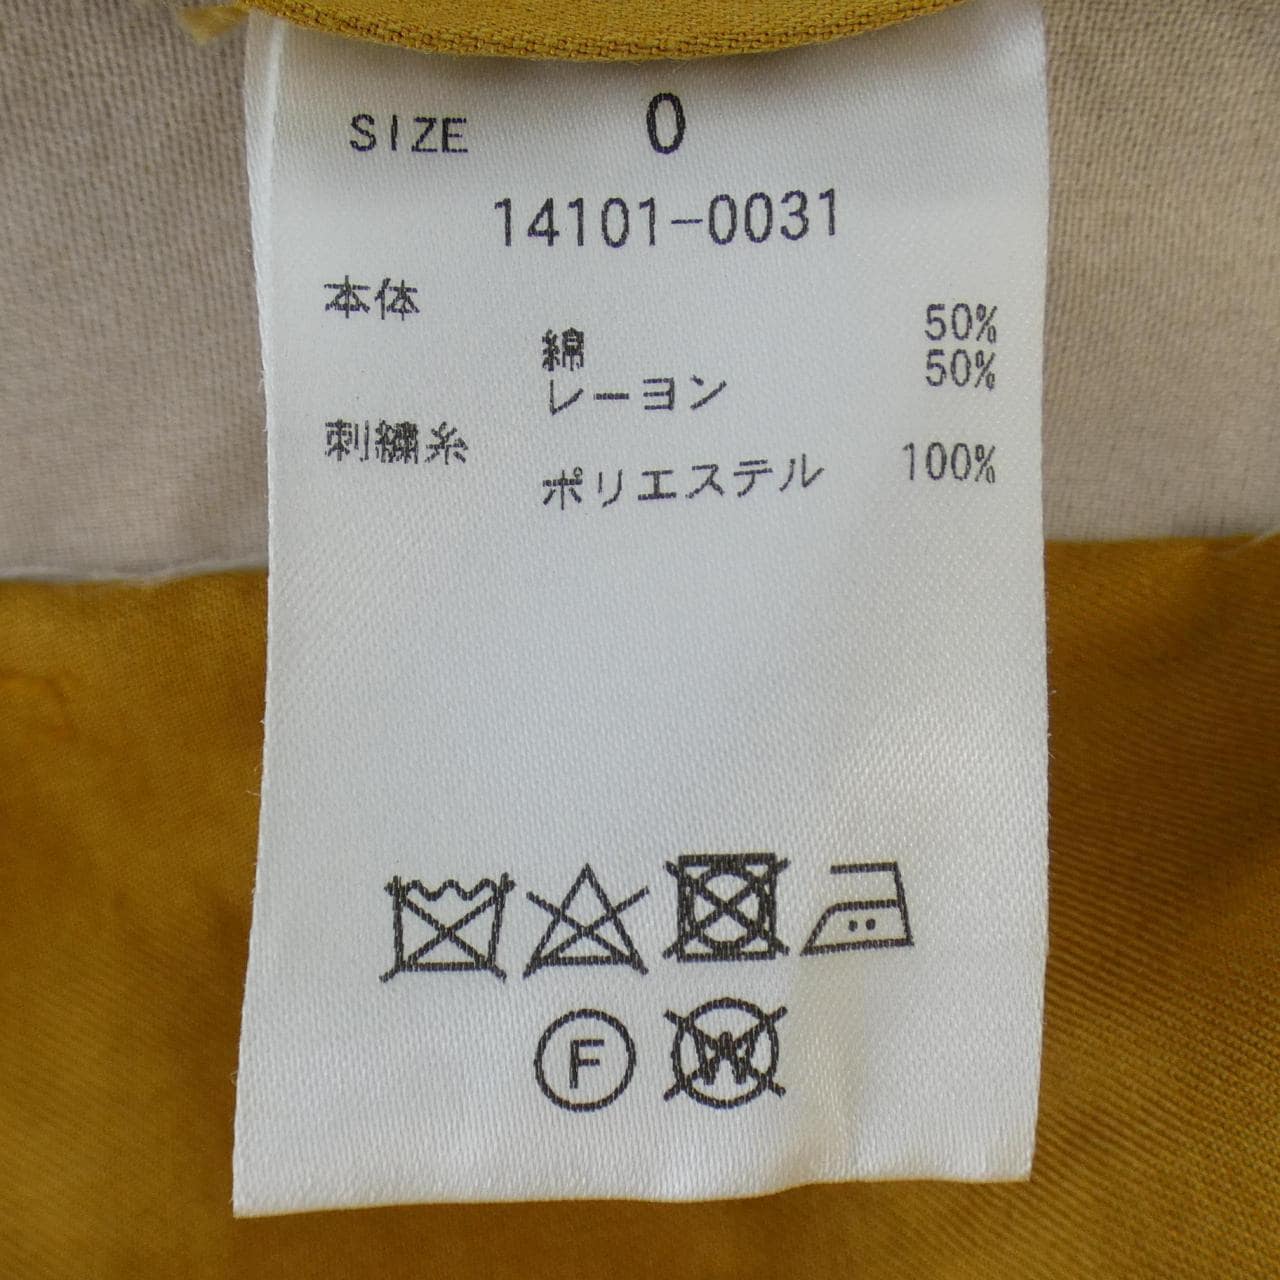 SIZE 0
14101-0031
本体
綿 50%
レーヨン 50%
刺繍糸
ポリエステル 100%
F
W